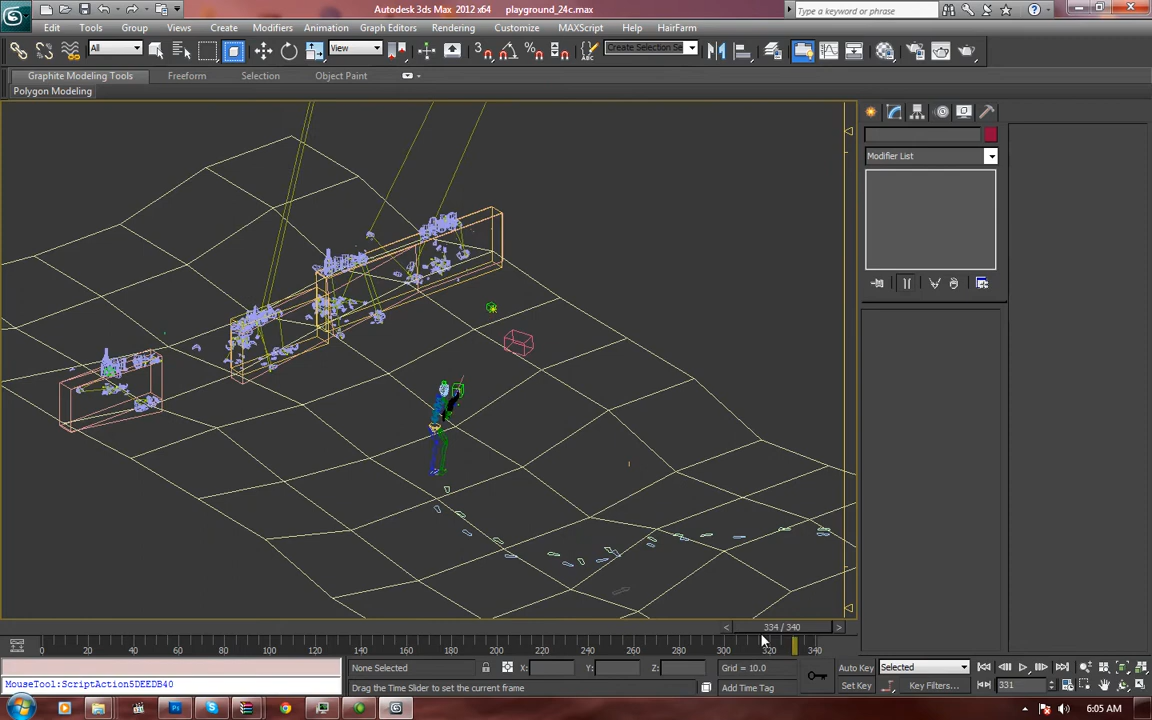 Autodesk 3ds Max 2012 x64 playground_24c.max
Type a keyword or phrase
Edit Tools Group Views Create Modifiers Animation Graph Editors Rendering Customize MAXScript Help HairFarm
All View Create Selection Se
Graphite Modeling Tools Freeform Selection Object Paint
Polygon Modeling
Modifier List
< 334 / 340 >
0 20 40 60 80 100 120 140 160 180 200 220 240 260 280 300 320 340
None Selected X: Y: Z: Grid = 10.0 Auto Key Selected
MouseTool:ScriptAction5DEEDB40 Drag the Time Slider to set the current frame Add Time Tag Set Key Key Filters... 331
6:05 AM